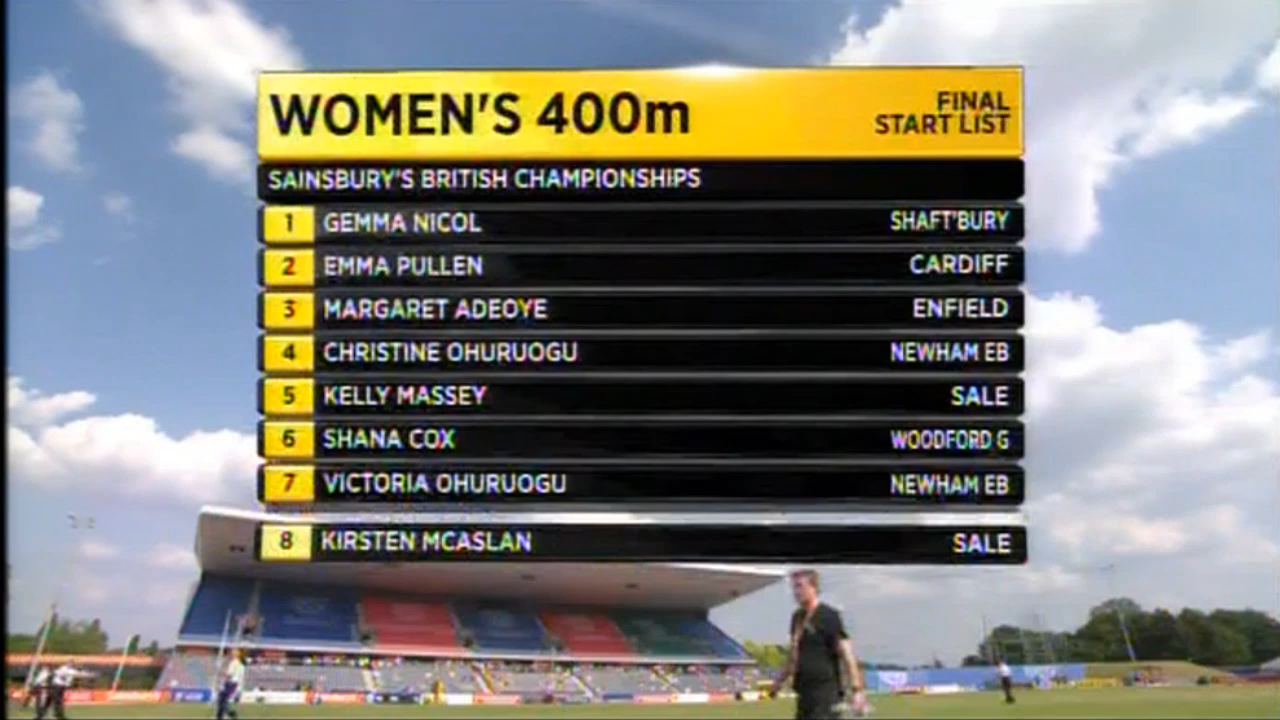 WOMEN'S 400m
FINAL
START LIST
SAINSBURY'S BRITISH CHAMPIONSHIPS
1 GEMMA NICOL SHAFT'BURY
2 EMMA PULLEN CARDIFF
3 MARGARET ADEOYE ENFIELD
4 CHRISTINE OHURUOGU NEWHAM EB
5 KELLY MASSEY SALE
6 SHANA COX WOODFORD G
7 VICTORIA OHURUOGU NEWHAM EB
8 KIRSTEN MCASLAN SALE